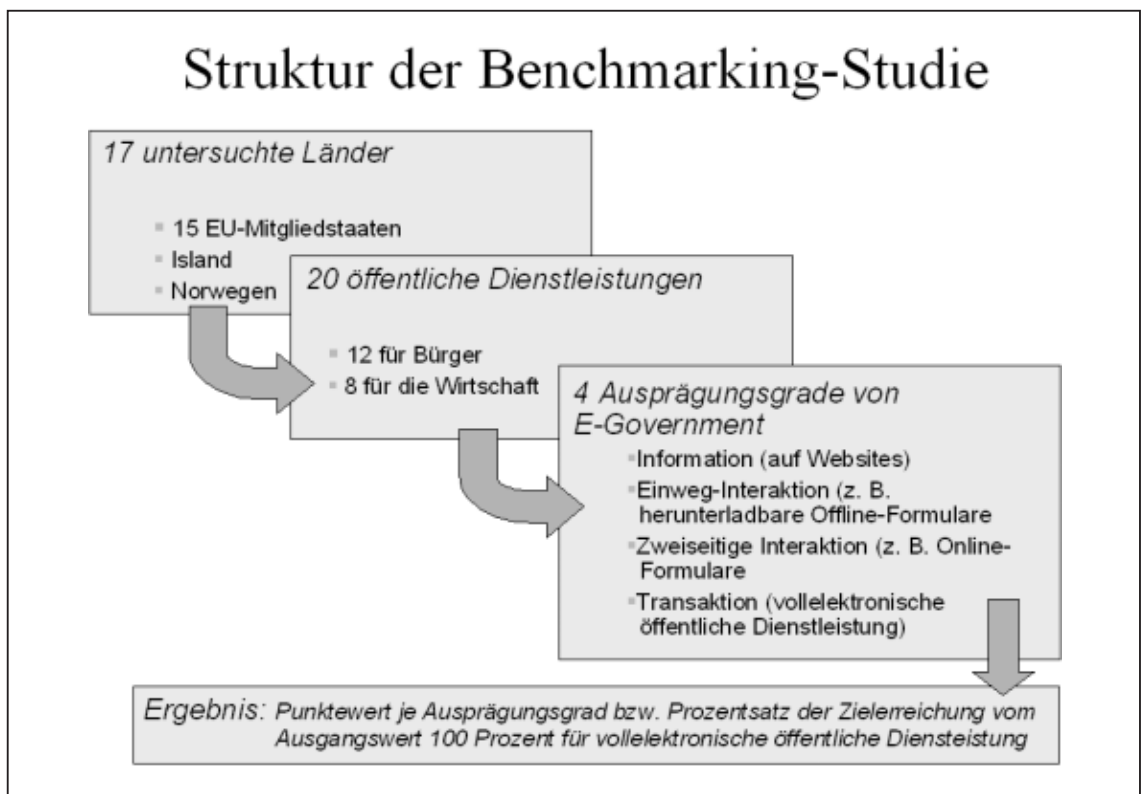 Struktur der Benchmarking-Studie
17 untersuchte Länder
▪ 15 EU-Mitgliedstaaten
▪ Island
▪ Norwegen
20 öffentliche Dienstleistungen
▪ 12 für Bürger
▪ 8 für die Wirtschaft
4 Ausprägungsgrade von
E-Government
▪Information (auf Websites)
▪Einweg-Interaktion (z. B.
herunterladbare Offline-Formulare
▪Zweiseitige Interaktion (z. B. Online-
Formulare
▪Transaktion (vollelektronische
öffentliche Dienstleistung)
Ergebnis: Punktewert je Ausprägungsgrad bzw. Prozentsatz der Zielerreichung vom
Ausgangswert 100 Prozent für vollelektronische öffentliche Diensteistung